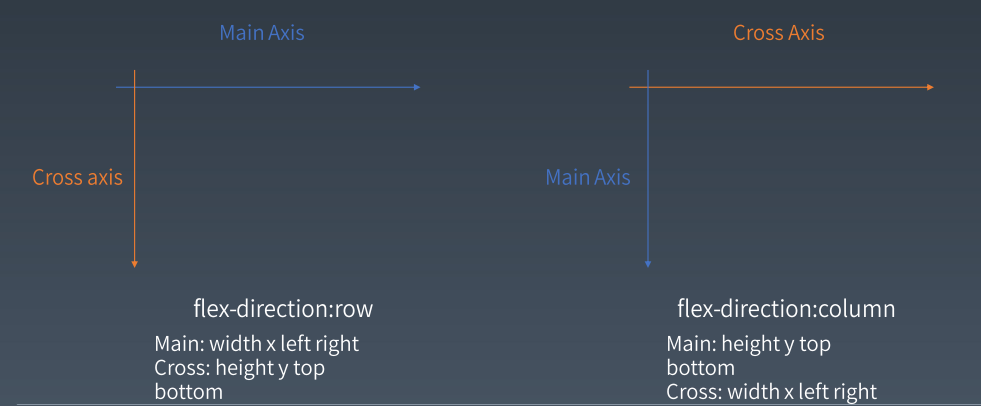 Main Axis
Cross axis
flex-direction:row
Main: width x left right
Cross: height y top
bottom
Cross Axis
Main Axis
flex-direction:column
Main: height y top
bottom
Cross: width x left right